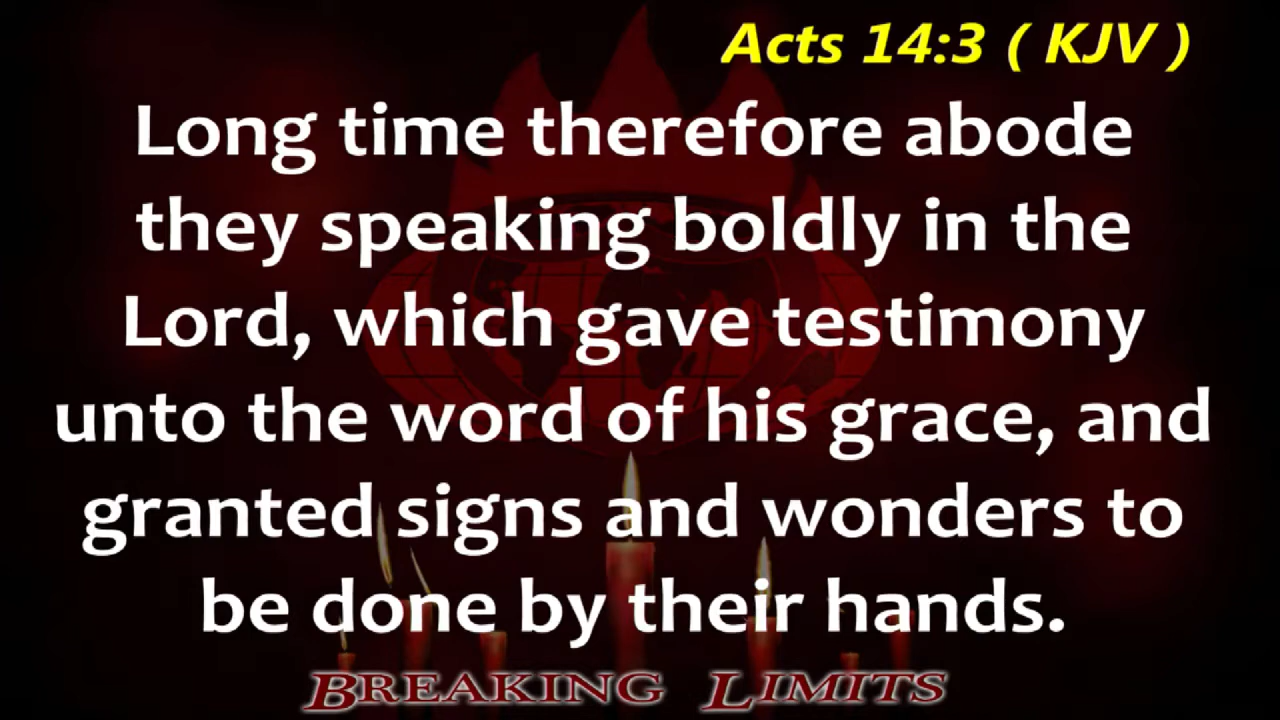 Acts 14:3 ( KJV )
Long time therefore abode
they speaking boldly in the
Lord, which gave testimony
unto the word of his grace, and
granted signs and wonders to
be done by their hands.
BREAKING LIMITS